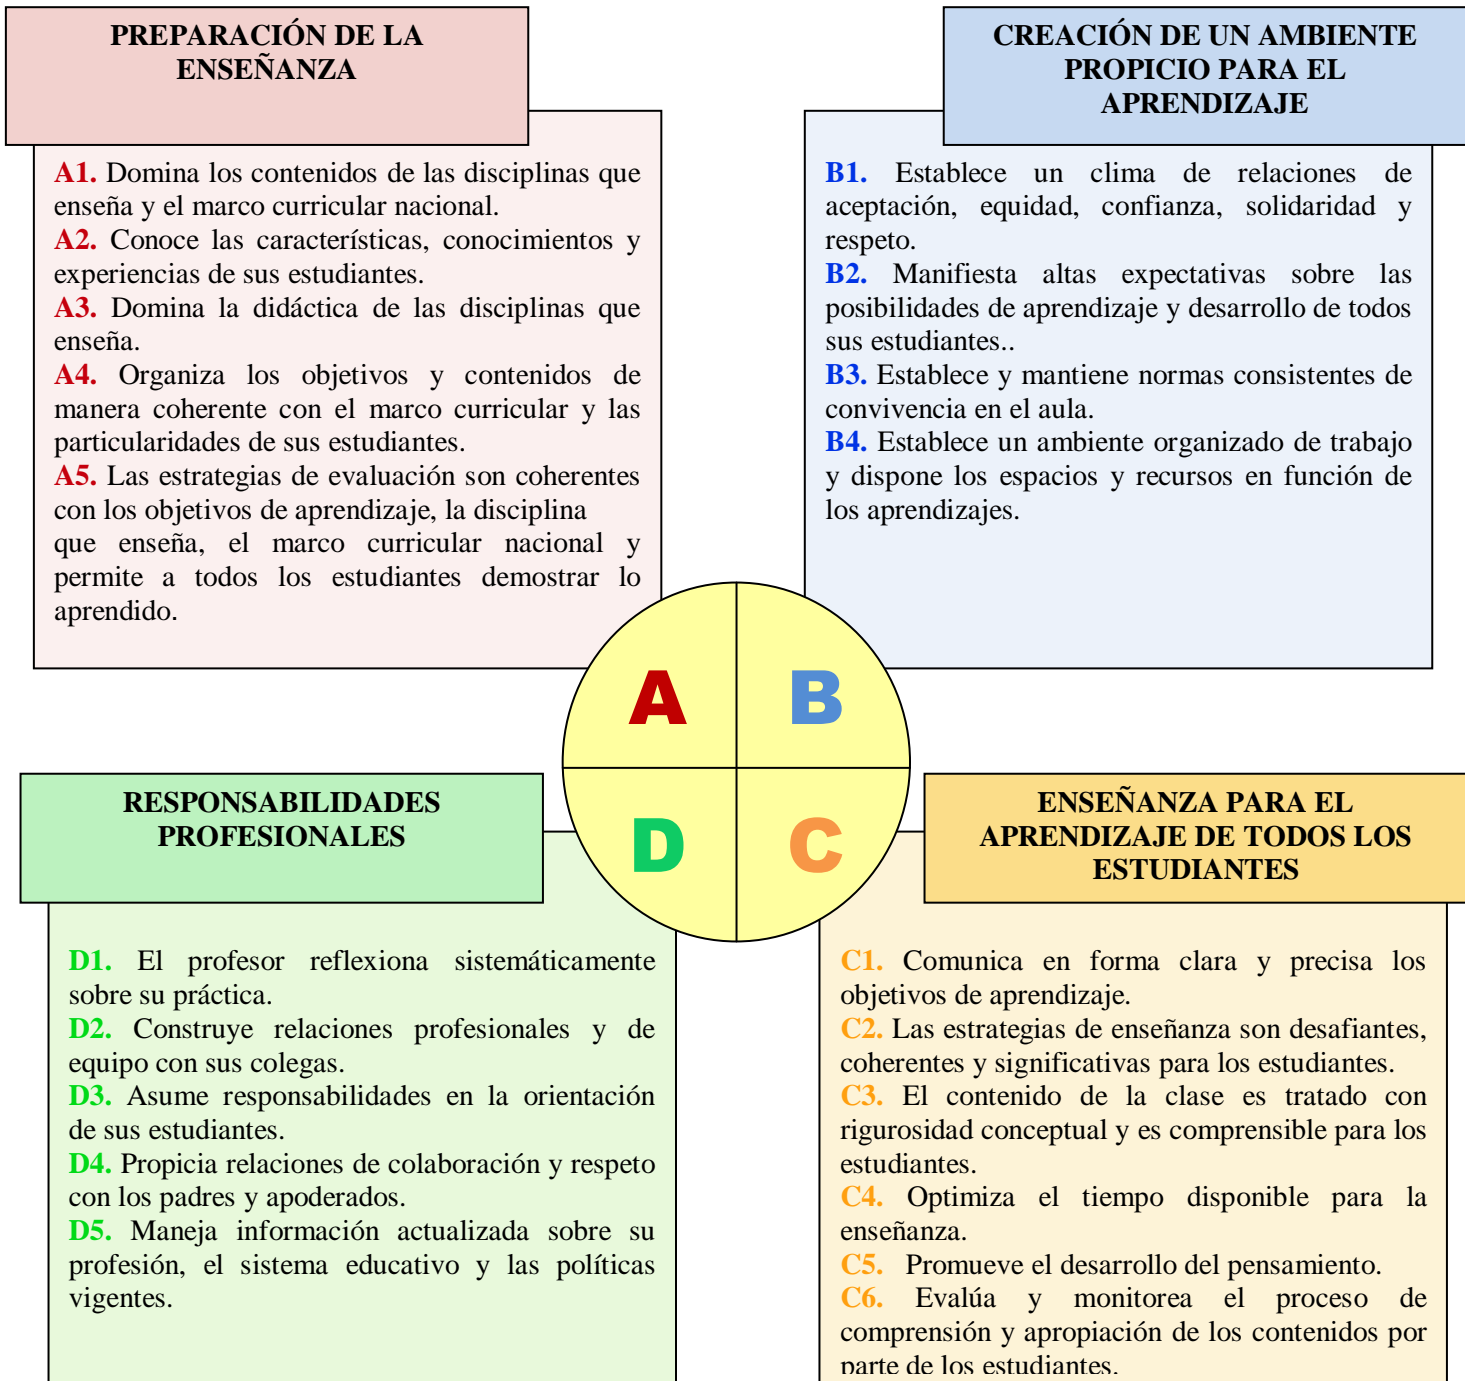 PREPARACIÓN DE LA
ENSEÑANZA
A1. Domina los contenidos de las disciplinas que
enseña y el marco curricular nacional.
A2. Conoce las características, conocimientos y
experiencias de sus estudiantes.
A3. Domina la didáctica de las disciplinas que
enseña.
A4. Organiza los objetivos y contenidos de
manera coherente con el marco curricular y las
particularidades de sus estudiantes.
A5. Las estrategias de evaluación son coherentes
con los objetivos de aprendizaje, la disciplina
que enseña, el marco curricular nacional y
permite a todos los estudiantes demostrar lo
aprendido.
CREACIÓN DE UN AMBIENTE
PROPICIO PARA EL
APRENDIZAJE
B1. Establece un clima de relaciones de
aceptación, equidad, confianza, solidaridad y
respeto.
B2. Manifiesta altas expectativas sobre las
posibilidades de aprendizaje y desarrollo de todos
sus estudiantes..
B3. Establece y mantiene normas consistentes de
convivencia en el aula.
B4. Establece un ambiente organizado de trabajo
y dispone los espacios y recursos en función de
los aprendizajes.
A B
D C
RESPONSABILIDADES
PROFESIONALES
D1. El profesor reflexiona sistemáticamente
sobre su práctica.
D2. Construye relaciones profesionales y de
equipo con sus colegas.
D3. Asume responsabilidades en la orientación
de sus estudiantes.
D4. Propicia relaciones de colaboración y respeto
con los padres y apoderados.
D5. Maneja información actualizada sobre su
profesión, el sistema educativo y las políticas
vigentes.
ENSEÑANZA PARA EL
APRENDIZAJE DE TODOS LOS
ESTUDIANTES
C1. Comunica en forma clara y precisa los
objetivos de aprendizaje.
C2. Las estrategias de enseñanza son desafiantes,
coherentes y significativas para los estudiantes.
C3. El contenido de la clase es tratado con
rigurosidad conceptual y es comprensible para los
estudiantes.
C4. Optimiza el tiempo disponible para la
enseñanza.
C5. Promueve el desarrollo del pensamiento.
C6. Evalúa y monitorea el proceso de
comprensión y apropiación de los contenidos por
parte de los estudiantes.